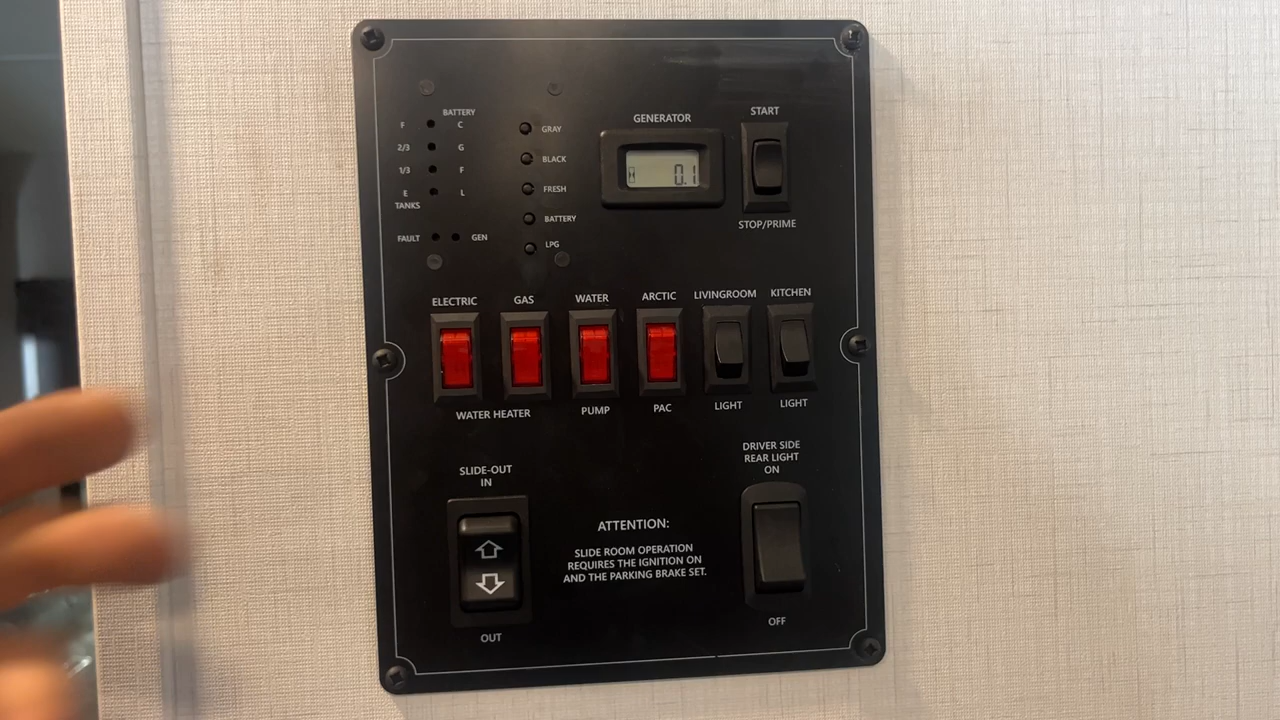 BATTERY
F C
2/3 G
1/3 F
E L
TANKS
FAULT GEN
GRAY
BLACK
FRESH
BATTERY
LPG
GENERATOR
0.1
START
STOP/PRIME
ELECTRIC GAS WATER ARCTIC LIVINGROOM KITCHEN
WATER HEATER PUMP PAC LIGHT LIGHT
SLIDE-OUT
IN
OUT
ATTENTION:
SLIDE ROOM OPERATION
REQUIRES THE IGNITION ON
AND THE PARKING BRAKE SET.
DRIVER SIDE
REAR LIGHT
ON
OFF